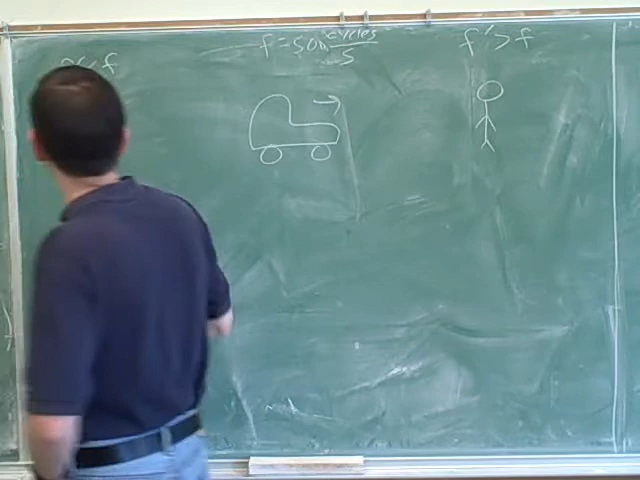 f = 500 cycles/s
f' > f